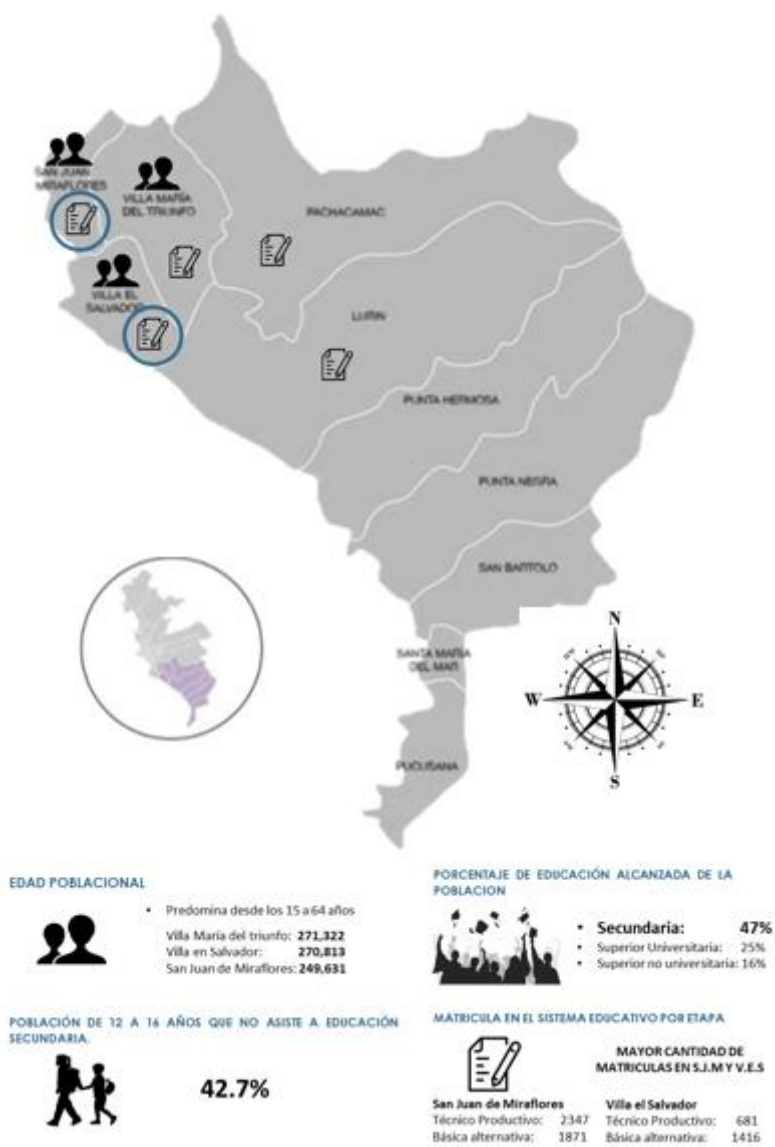 SAN JUAN
MIRAFLORES
VILLA MARÍA
DEL TRIUNFO
PACHACAMAC
VILLA EL
SALVADOR
LURIN
PUNTA HERMOSA
PUNTA NEGRA
SAN BARTOLO
N
W
E
S
SANTA MARÍA
DEL MAR
PUCUSANA
EDAD POBLACIONAL
• Predomina desde los 15 a 64 años
Villa María del triunfo: 271,322
Villa en Salvador: 270,813
San Juan de Miraflores: 249,631
PORCENTAJE DE EDUCACIÓN ALCANZADA DE LA
POBLACION
• Secundaria: 47%
• Superior Universitaria: 25%
• Superior no universitaria: 16%
POBLACIÓN DE 12 A 16 AÑOS QUE NO ASISTE A EDUCACIÓN
SECUNDARIA.
42.7%
MATRICULA EN EL SISTEMA EDUCATIVO POR ETAPA
MAYOR CANTIDAD DE
MATRICULAS EN S.J.M Y V.E.S
San Juan de Miraflores
Técnico Productivo: 2347
Básica alternativa: 1871
Villa el Salvador
Técnico Productivo: 681
Básica alternativa: 1416